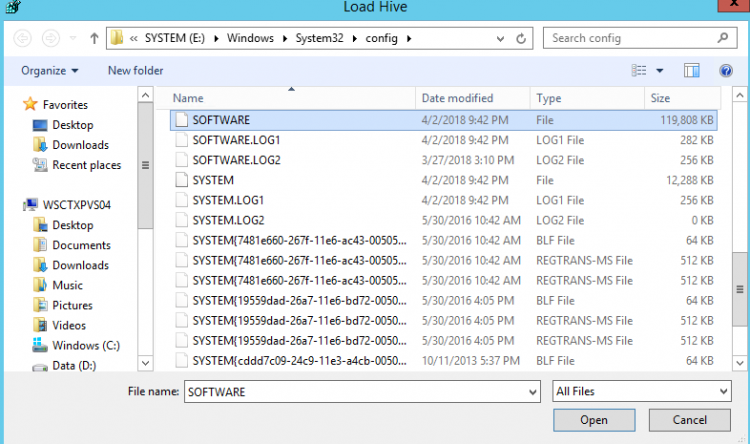 Load Hive
« SYSTEM (E:) Windows System32 config
Search config
Organize New folder
Name Date modified Type Size
Favorites
Desktop
Downloads
Recent places
WSCTXPVS04
Desktop
Documents
Downloads
Music
Pictures
Videos
Windows (C:)
Data (D:)
SOFTWARE 4/2/2018 9:42 PM File 119,808 KB
SOFTWARE.LOG1 4/2/2018 9:42 PM LOG1 File 282 KB
SOFTWARE.LOG2 3/27/2018 3:10 PM LOG2 File 256 KB
SYSTEM 4/2/2018 9:42 PM File 12,288 KB
SYSTEM.LOG1 4/2/2018 9:42 PM LOG1 File 256 KB
SYSTEM.LOG2 5/30/2016 10:42 AM LOG2 File 0 KB
SYSTEM{7481e660-267f-11e6-ac43-00505... 5/30/2016 10:42 AM BLF File 64 KB
SYSTEM{7481e660-267f-11e6-ac43-00505... 5/30/2016 10:42 AM REGTRANS-MS File 512 KB
SYSTEM{7481e660-267f-11e6-ac43-00505... 5/30/2016 10:42 AM REGTRANS-MS File 512 KB
SYSTEM{19559dad-26a7-11e6-bd72-0050... 5/30/2016 4:05 PM BLF File 64 KB
SYSTEM{19559dad-26a7-11e6-bd72-0050... 5/30/2016 4:05 PM REGTRANS-MS File 512 KB
SYSTEM{19559dad-26a7-11e6-bd72-0050... 5/30/2016 4:05 PM REGTRANS-MS File 512 KB
SYSTEM{cddd7c09-24c9-11e3-a4cb-0050... 10/11/2013 5:37 PM BLF File 64 KB
File name: SOFTWARE All Files
Open Cancel